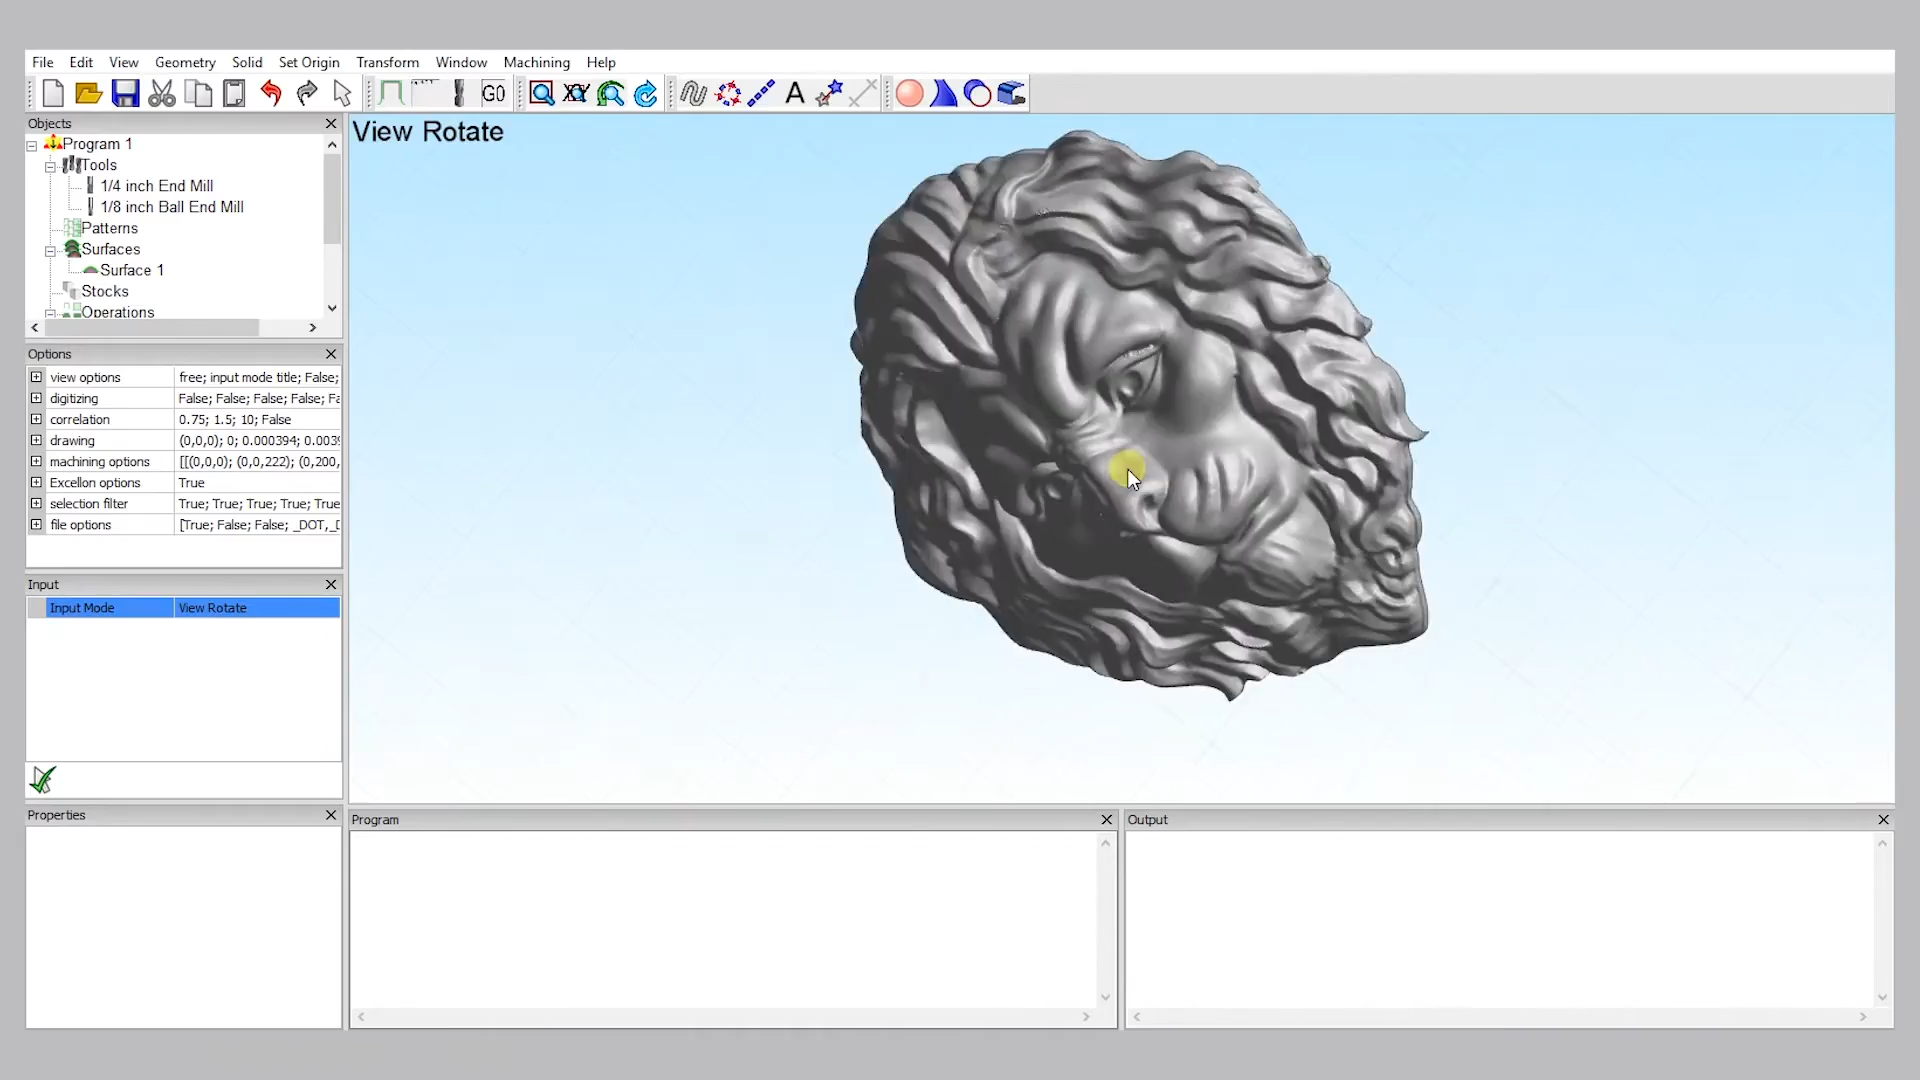 File Edit View Geometry Solid Set Origin Transform Window Machining Help
G0 A
Objects
Program 1
Tools
1/4 inch End Mill
1/8 inch Ball End Mill
Patterns
Surfaces
Surface 1
Stocks
Operations
View Rotate
Options
view options free; input mode title; False;
digitizing False; False; False; False; Fa
correlation 0.75; 1.5; 10; False
drawing (0,0,0); 0; 0.000394; 0.0039
machining options [[(0,0,0); (0,0,222); (0,200,
Excellon options True
selection filter True; True; True; True; True
file options [True; False; False; _DOT,_D
Input
Input Mode View Rotate
Properties
Program
Output